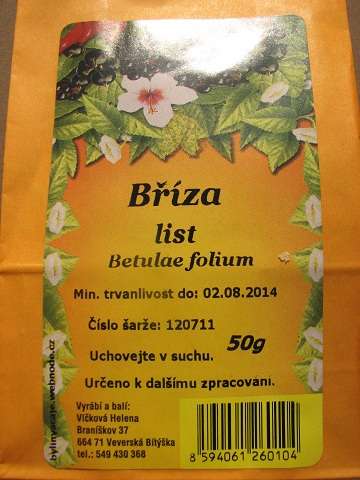 Bříza
list
Betulae folium
Min. trvanlivost do: 02.08.2014
Číslo šarže: 120711
50g
Uchovejte v suchu.
Určeno k dalšímu zpracování.
Vyrábí a balí:
Vlčková Helena
Braníškov 37
664 71 Veverská Bítýška
tel.: 549 430 368
8 594061 260104